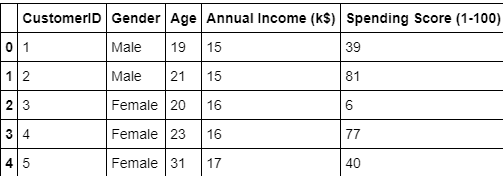 CustomerID Gender Age Annual Income (k$) Spending Score (1-100)
0 1 Male 19 15 39
1 2 Male 21 15 81
2 3 Female 20 16 6
3 4 Female 23 16 77
4 5 Female 31 17 40